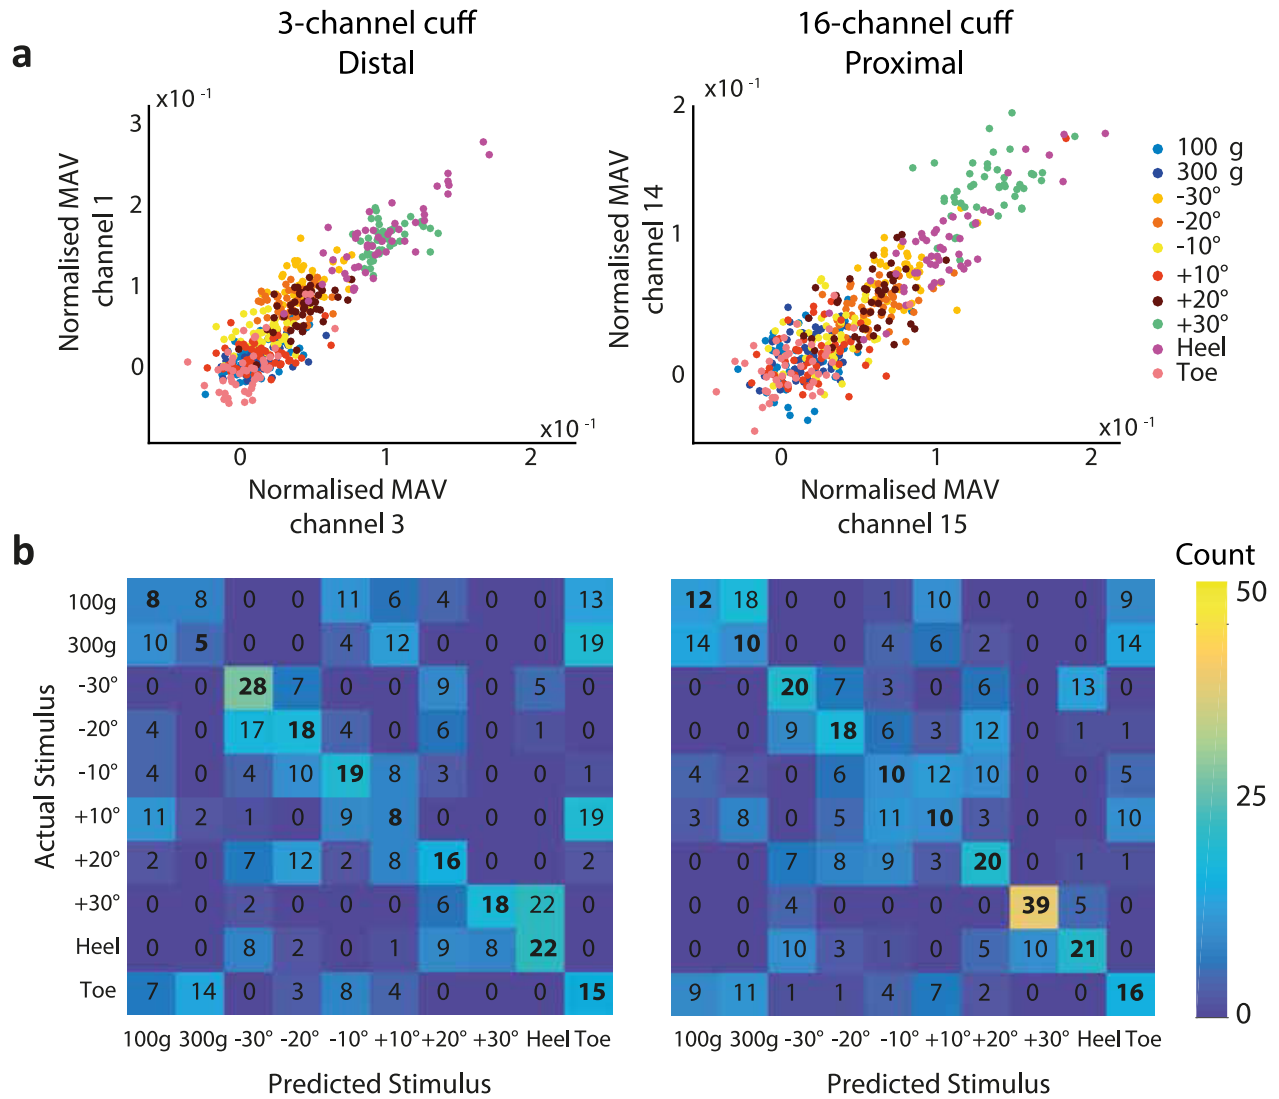 3-channel cuff
Distal
16-channel cuff
Proximal
a
x10 -1
3
2
1
0
Normalised MAV
channel 1
x10 -1
0
1
2
Normalised MAV
channel 3
x10 -1
2
1
0
Normalised MAV
channel 14
x10 -1
0
1
2
Normalised MAV
channel 15
100 g
300 g
-30°
-20°
-10°
+10°
+20°
+30°
Heel
Toe
b
Actual Stimulus
100g 8 8 0 0 11 6 4 0 0 13
300g 10 5 0 0 4 12 0 0 0 19
-30° 0 0 28 7 0 0 9 0 5 0
-20° 4 0 17 18 4 0 6 0 1 0
-10° 4 0 4 10 19 8 3 0 0 1
+10° 11 2 1 0 9 8 0 0 0 19
+20° 2 0 7 12 2 8 16 0 0 2
+30° 0 0 2 0 0 0 6 18 22 0
Heel 0 0 8 2 0 1 9 8 22 0
Toe 7 14 0 3 8 4 0 0 0 15
100g 300g -30° -20° -10° +10° +20° +30° Heel Toe
Predicted Stimulus
12 18 0 0 1 10 0 0 0 9
14 10 0 0 4 6 2 0 0 14
0 0 20 7 3 0 6 0 13 0
0 0 9 18 6 3 12 0 1 1
4 2 0 6 10 12 10 0 0 5
3 8 0 5 11 10 3 0 0 10
0 0 7 8 9 3 20 0 1 1
0 0 4 0 0 0 0 39 5 0
0 0 10 3 1 0 5 10 21 0
9 11 1 1 4 7 2 0 0 16
100g 300g -30° -20° -10° +10° +20° +30° Heel Toe
Predicted Stimulus
Count
50
25
0